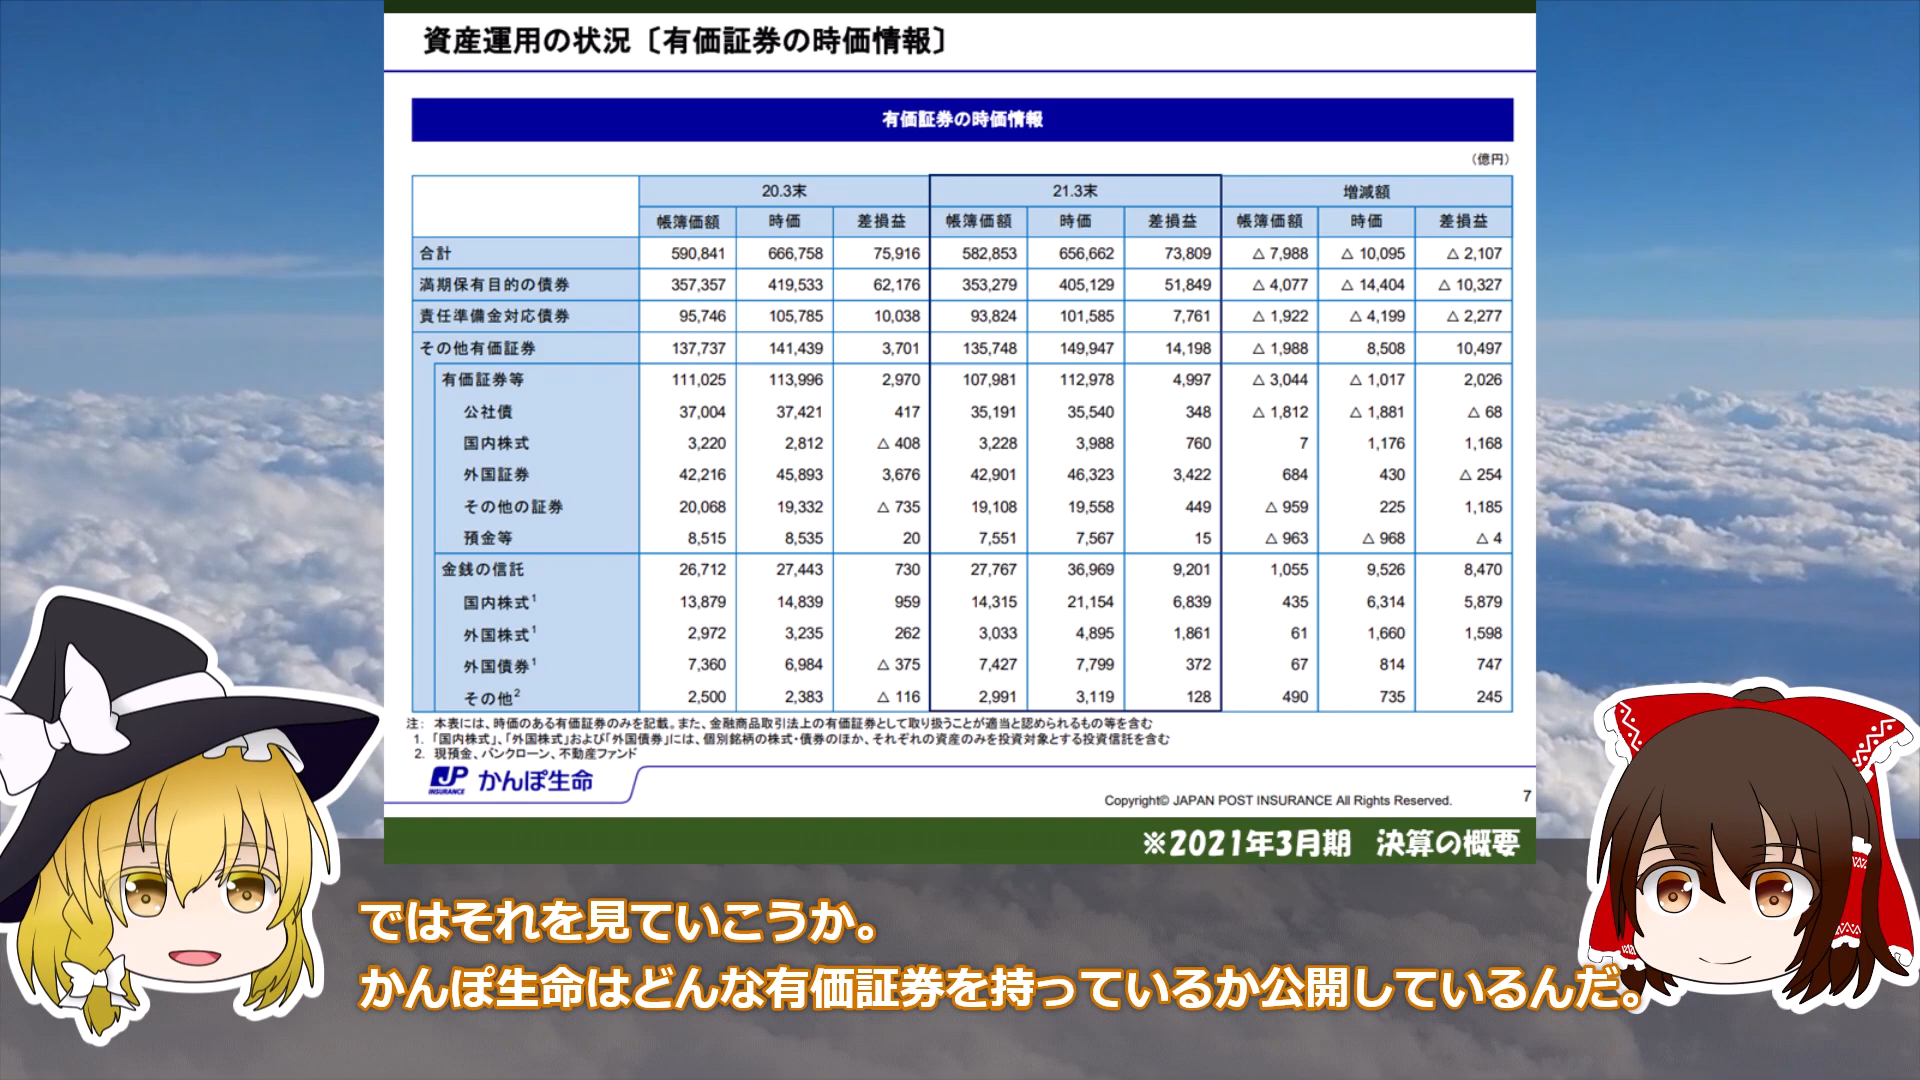 資産運用の状況〔有価証券の時価情報〕
有価証券の時価情報
（億円）
20.3末 21.3末 増減額
帳簿価額 時価 差損益 帳簿価額 時価 差損益 帳簿価額 時価 差損益
合計 590,841 666,758 75,916 582,853 656,662 73,809 △ 7,988 △ 10,095 △ 2,107
満期保有目的の債券 357,357 419,533 62,176 353,279 405,129 51,849 △ 4,077 △ 14,404 △ 10,327
責任準備金対応債券 95,746 105,785 10,038 93,824 101,585 7,761 △ 1,922 △ 4,199 △ 2,277
その他有価証券 137,737 141,439 3,701 135,748 149,947 14,198 △ 1,988 8,508 10,497
有価証券等 111,025 113,996 2,970 107,981 112,978 4,997 △ 3,044 △ 1,017 2,026
公社債 37,004 37,421 417 35,191 35,540 348 △ 1,812 △ 1,881 △ 68
国内株式 3,220 2,812 △ 408 3,228 3,988 760 7 1,176 1,168
外国証券 42,216 45,893 3,676 42,901 46,323 3,422 684 430 △ 254
その他の証券 20,068 19,332 △ 735 19,108 19,558 449 △ 959 225 1,185
預金等 8,515 8,535 20 7,551 7,567 15 △ 963 △ 968 △ 4
金銭の信託 26,712 27,443 730 27,767 36,969 9,201 1,055 9,526 8,470
国内株式1 13,879 14,839 959 14,315 21,154 6,839 435 6,314 5,879
外国株式1 2,972 3,235 262 3,033 4,895 1,861 61 1,660 1,598
外国債券1 7,360 6,984 △ 375 7,427 7,799 372 67 814 747
その他2 2,500 2,383 △ 116 2,991 3,119 128 490 735 245
注： 本表には、時価のある有価証券のみを記載。また、金融商品取引法上の有価証券として取り扱うことが適当と認められるもの等を含む
1. 「国内株式」、「外国株式」および「外国債券」には、個別銘柄の株式・債券のほか、それぞれの資産のみを投資対象とする投資信託を含む
2. 現預金、バンクローン、不動産ファンド
JP INSURANCE かんぽ生命
Copyright© JAPAN POST INSURANCE All Rights Reserved. 7
※2021年3月期　決算の概要
ではそれを見ていこうか。
かんぽ生命はどんな有価証券を持っているか公開しているんだ。